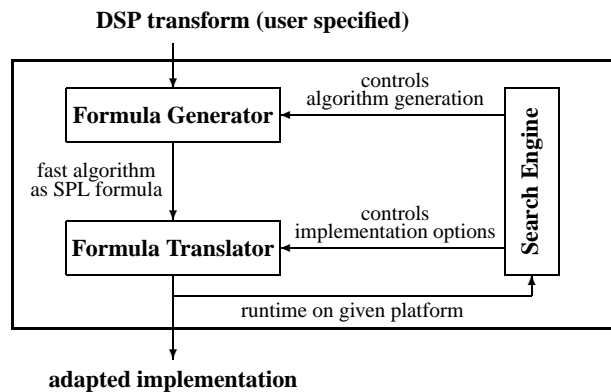 DSP transform (user specified)
controls
algorithm generation
Formula Generator
Search Engine
fast algorithm
as SPL formula
controls
implementation options
Formula Translator
runtime on given platform
adapted implementation